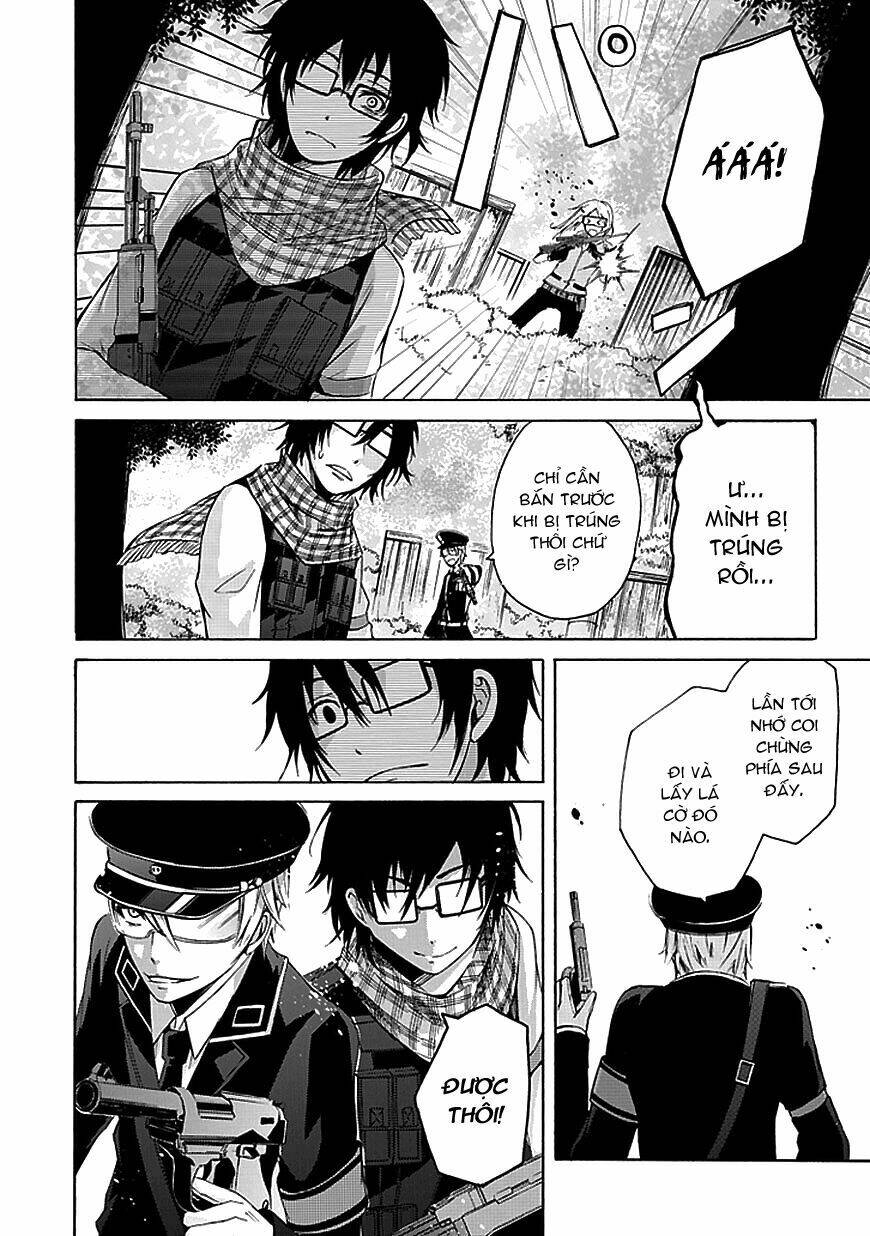 ÁÁÁ!
Ư...
MÌNH BỊ
TRÚNG
RỒI...
CHỈ CẦN
BẮN TRƯỚC
KHI BỊ TRÚNG
THÔI CHỨ
GÌ?
LẦN TỚI
NHỚ COI
CHỪNG
PHÍA SAU
ĐẤY.
ĐI VÀ
LẤY LÁ
CỜ ĐÓ
NÀO.
ĐƯỢC
THÔI!